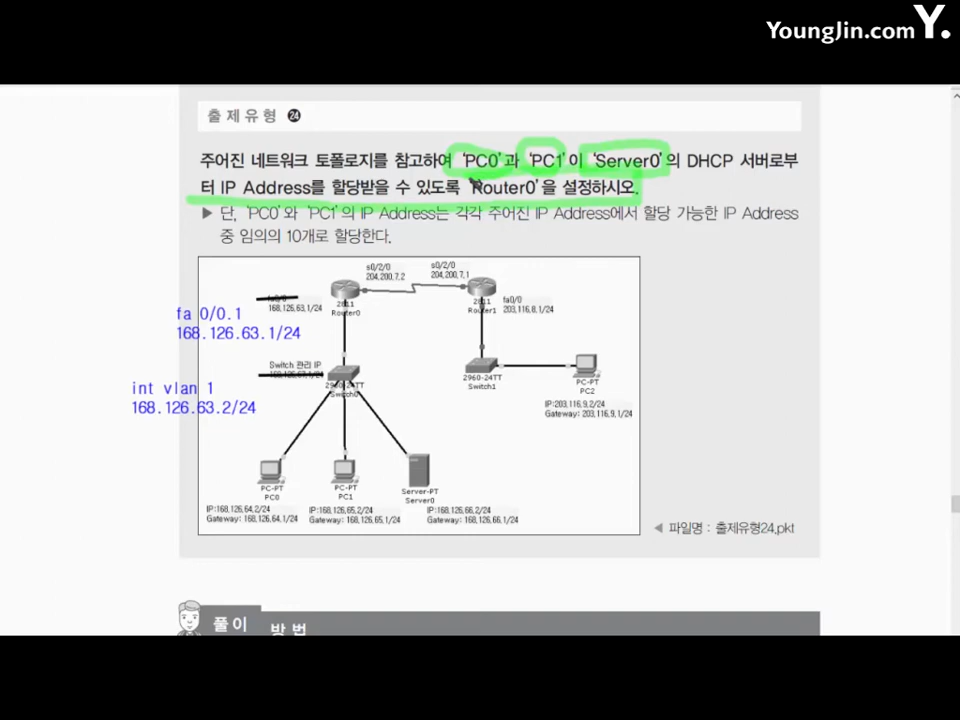 YoungJin.com Y.
출제유형 24
주어진 네트워크 토폴로지를 참고하여 ‘PC0’과 ‘PC1’이 ‘Server0’의 DHCP 서버로부
터 IP Address를 할당받을 수 있도록 ‘Router0’을 설정하시오.
▶ 단, ‘PC0’와 ‘PC1’의 IP Address는 각각 주어진 IP Address에서 할당 가능한 IP Address
중 임의의 10개로 할당한다.
s0/2/0
204.200.7.2
s0/2/0
204.200.7.1
fa0/0
168.126.63.1/24
2811
Router0
2811
Router1
fa0/0
203.116.8.1/24
fa 0/0.1
168.126.63.1/24
Switch 관리 IP
2960-24TT
Switch0
2960-24TT
Switch1
PC-PT
PC2
int vlan 1
168.126.63.2/24
IP:203.116.9.2/24
Gateway: 203.116.9.1/24
PC-PT
PC0
PC-PT
PC1
Server-PT
Server0
IP:168.126.64.2/24
Gateway: 168.126.64.1/24
IP:168.126.65.2/24
Gateway: 168.126.65.1/24
IP:168.126.66.2/24
Gateway: 168.126.66.1/24
◀ 파일명 : 출제유형24.pkt
풀이 방법